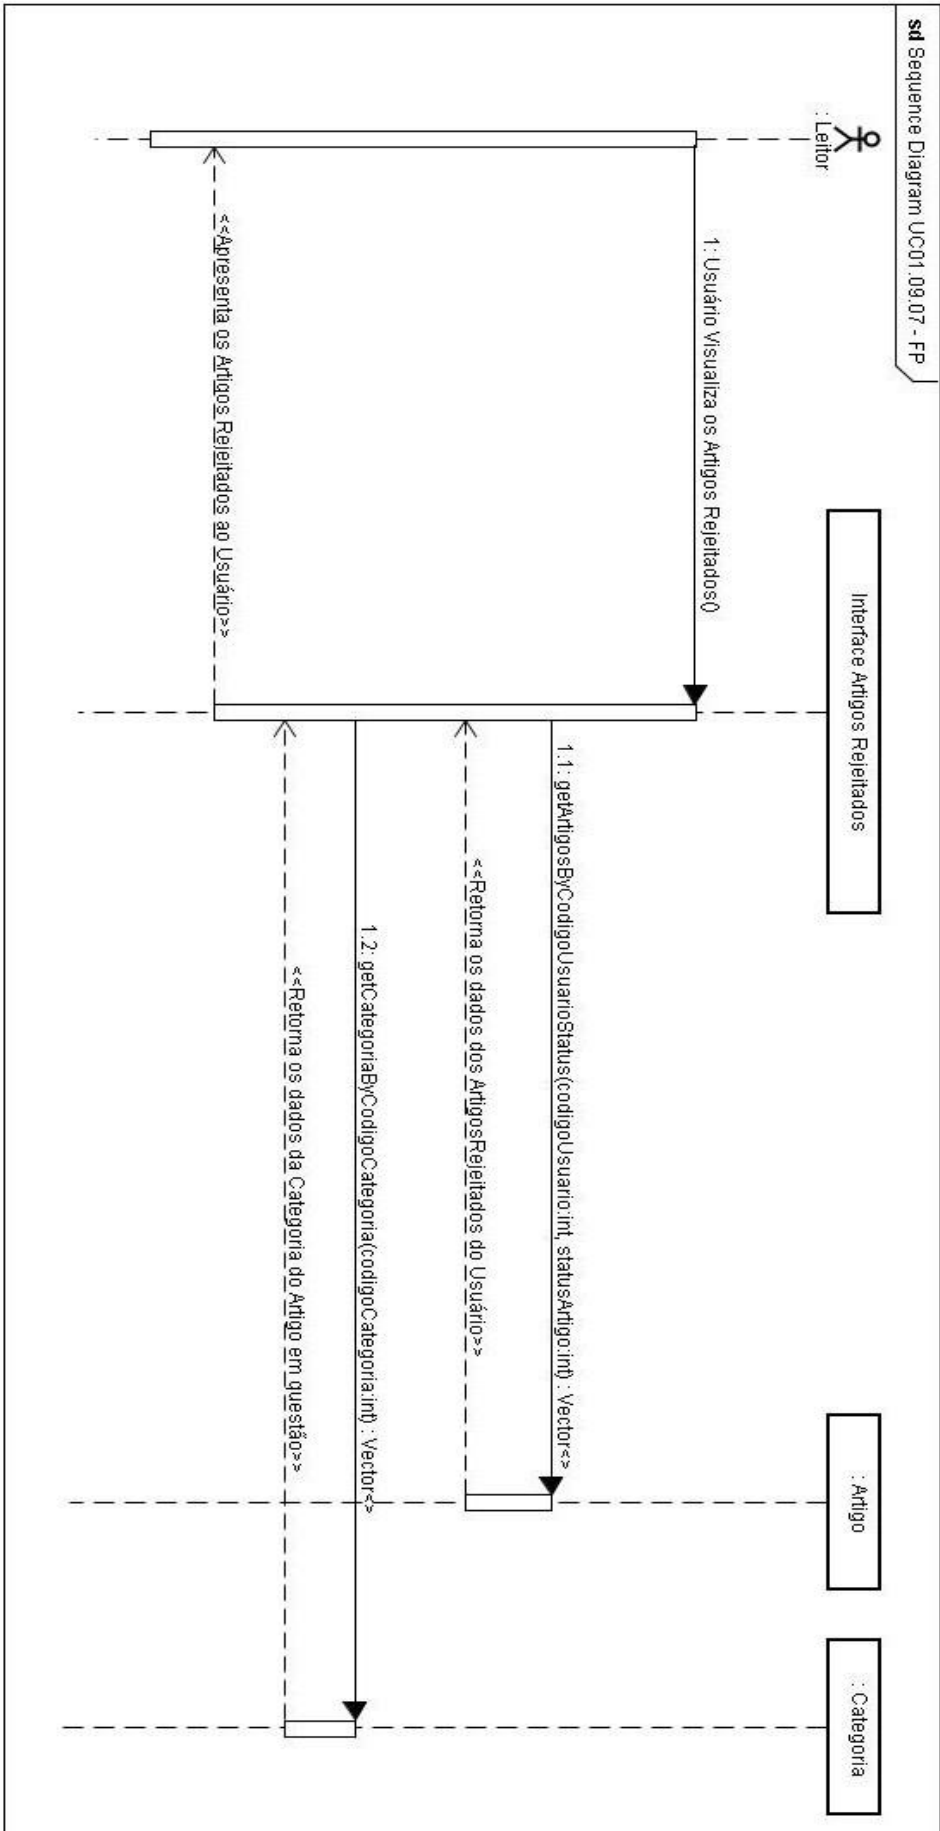 sd Sequence Diagram UC01.09.07 - FP
: Leitor
Interface Artigos Rejeitados
: Artigo
: Categoria
1: Usuário Visualiza os Artigos Rejeitados()
1.1: getArtigosByCodigoUsuarioStatus(codigoUsuario:int, statusArtigo:int) : Vector<>
<<Retorna os dados dos ArtigosRejeitados do Usuário>>
1.2: getCategoriaByCodigoCategoria(codigoCategoria:int) : Vector<>
<<Retorna os dados da Categoria do Artigo em questão>>
<<Apresenta os Artigos Rejeitados ao Usuário>>